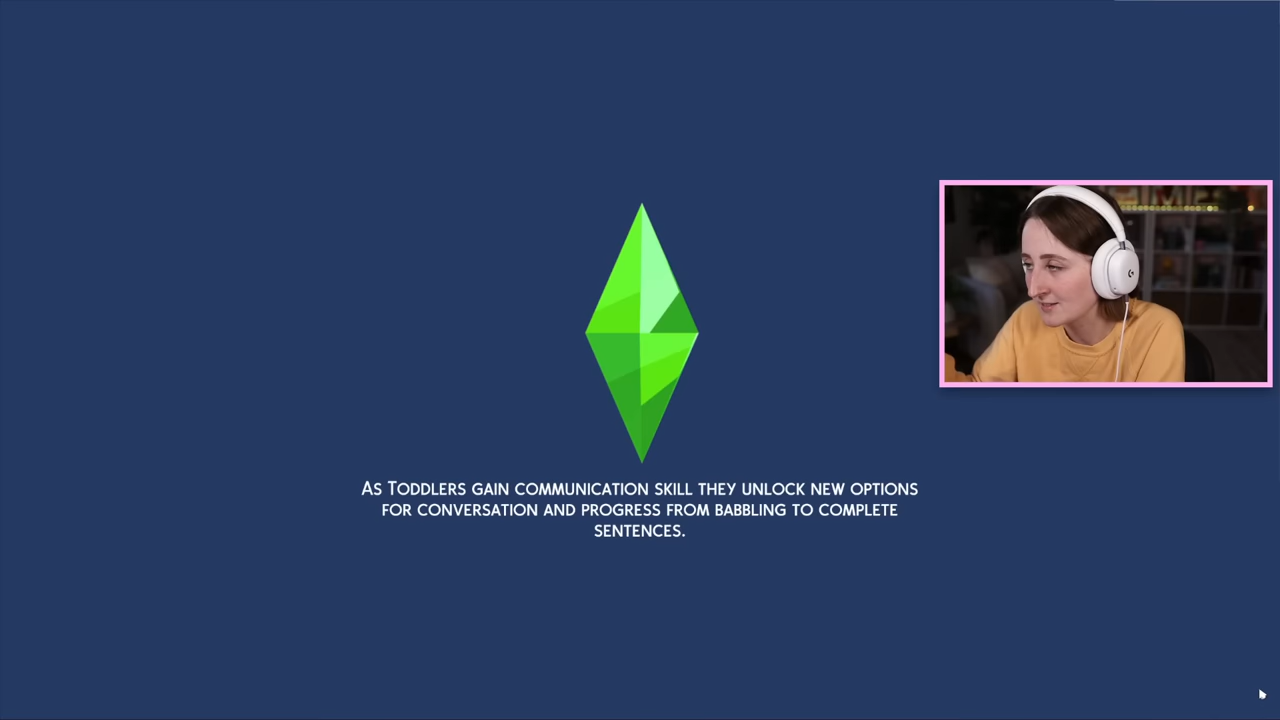 As Toddlers gain communication skill they unlock new options
for conversation and progress from babbling to complete
sentences.